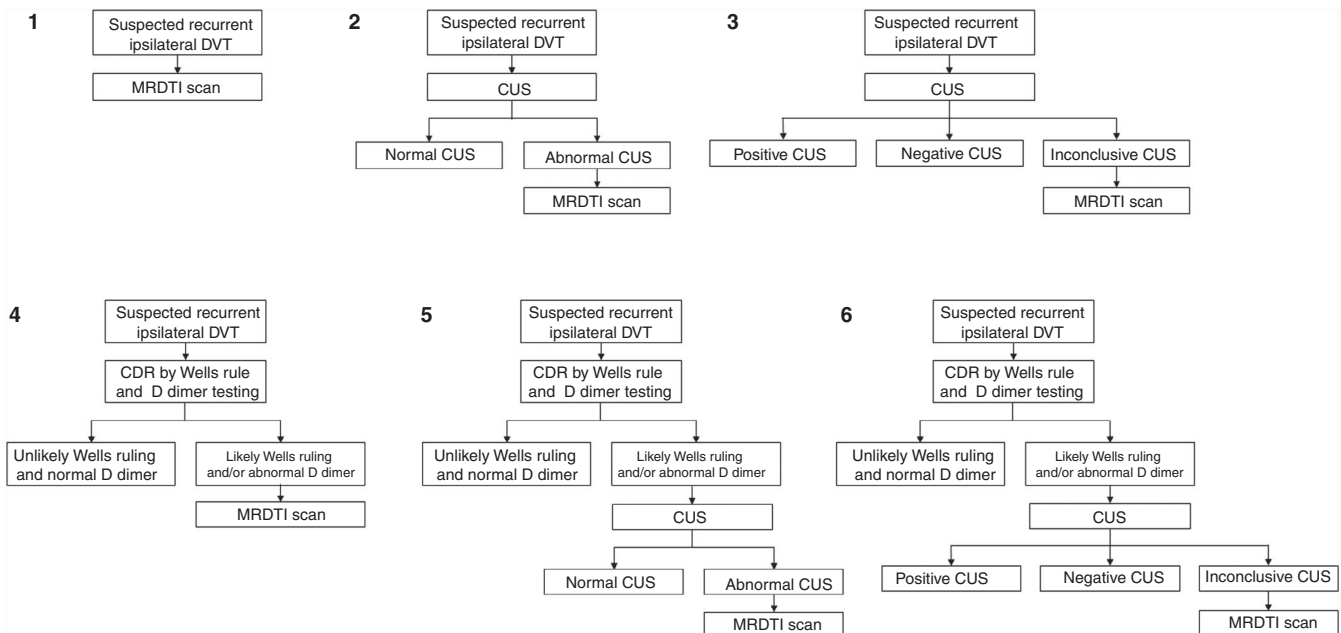 1
Suspected recurrent
ipsilateral DVT
MRDTI scan
2
Suspected recurrent
ipsilateral DVT
CUS
Normal CUS
Abnormal CUS
MRDTI scan
3
Suspected recurrent
ipsilateral DVT
CUS
Positive CUS
Negative CUS
Inconclusive CUS
MRDTI scan
4
Suspected recurrent
ipsilateral DVT
CDR by Wells rule
and D dimer testing
Unlikely Wells ruling
and normal D dimer
Likely Wells ruling
and/or abnormal D dimer
MRDTI scan
5
Suspected recurrent
ipsilateral DVT
CDR by Wells rule
and D dimer testing
Unlikely Wells ruling
and normal D dimer
Likely Wells ruling
and/or abnormal D dimer
CUS
Normal CUS
Abnormal CUS
MRDTI scan
6
Suspected recurrent
ipsilateral DVT
CDR by Wells rule
and D dimer testing
Unlikely Wells ruling
and normal D dimer
Likely Wells ruling
and/or abnormal D dimer
CUS
Positive CUS
Negative CUS
Inconclusive CUS
MRDTI scan